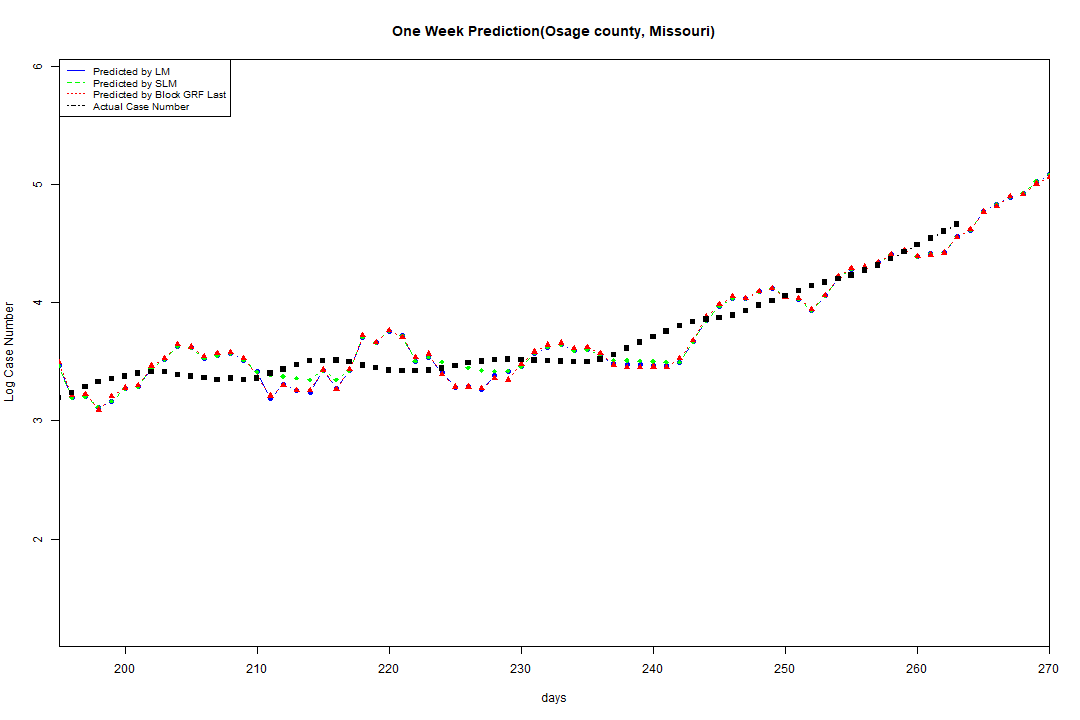 One Week Prediction(Osage county, Missouri)
Predicted by LM
Predicted by SLM
Predicted by Block GRF Last
Actual Case Number
6
5
4
3
2
Log Case Number
200 210 220 230 240 250 260 270
days